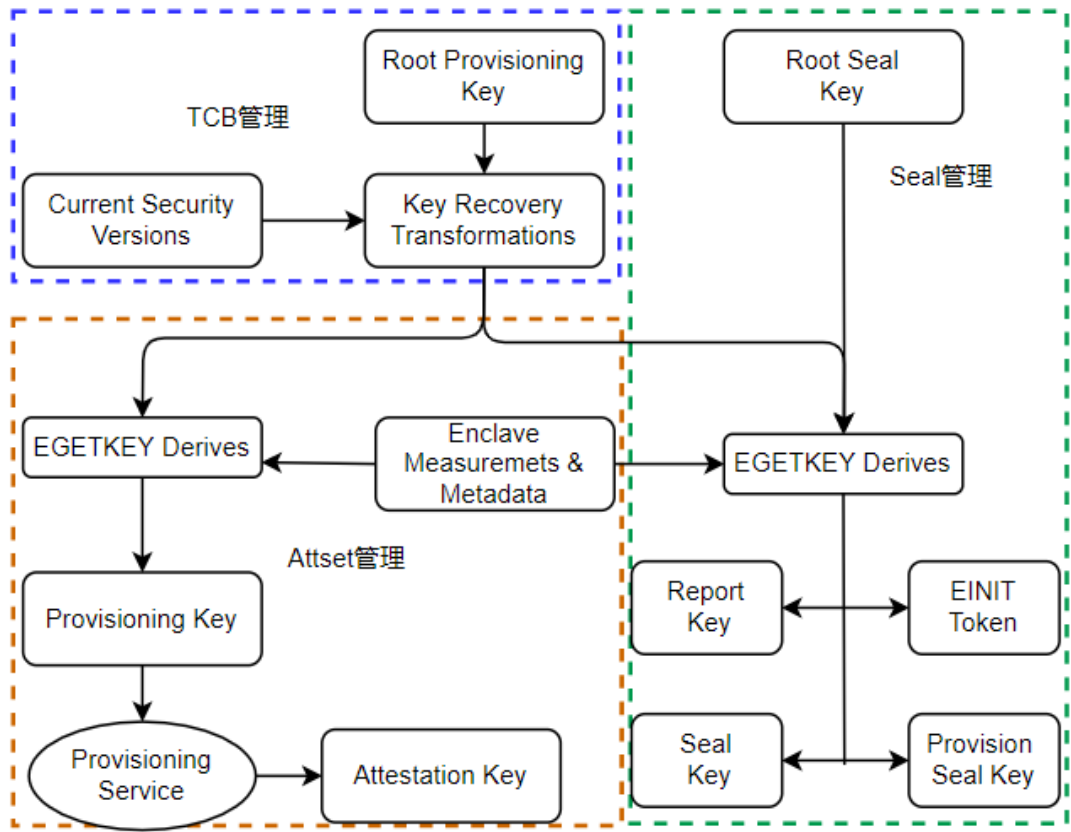 Root Provisioning
Key
Root Seal
Key
TCB管理
Seal管理
Current Security
Versions
Key Recovery
Transformations
EGETKEY Derives
Enclave
Measuremets &
Metadata
EGETKEY Derives
Attset管理
Provisioning Key
Report
Key
EINIT
Token
Provisioning
Service
Attestation Key
Seal
Key
Provision
Seal Key